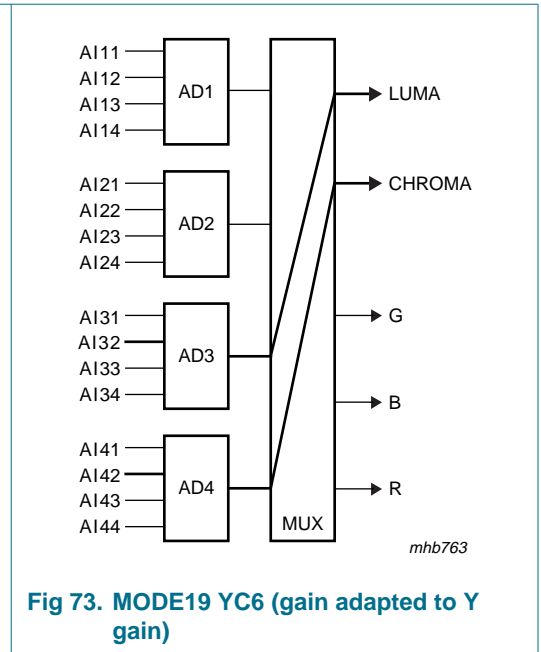 AI11
AI12
AI13
AI14
AD1
AI21
AI22
AI23
AI24
AD2
AI31
AI32
AI33
AI34
AD3
AI41
AI42
AI43
AI44
AD4
MUX
LUMA
CHROMA
G
B
R
mhb763
Fig 73. MODE19 YC6 (gain adapted to Y
gain)